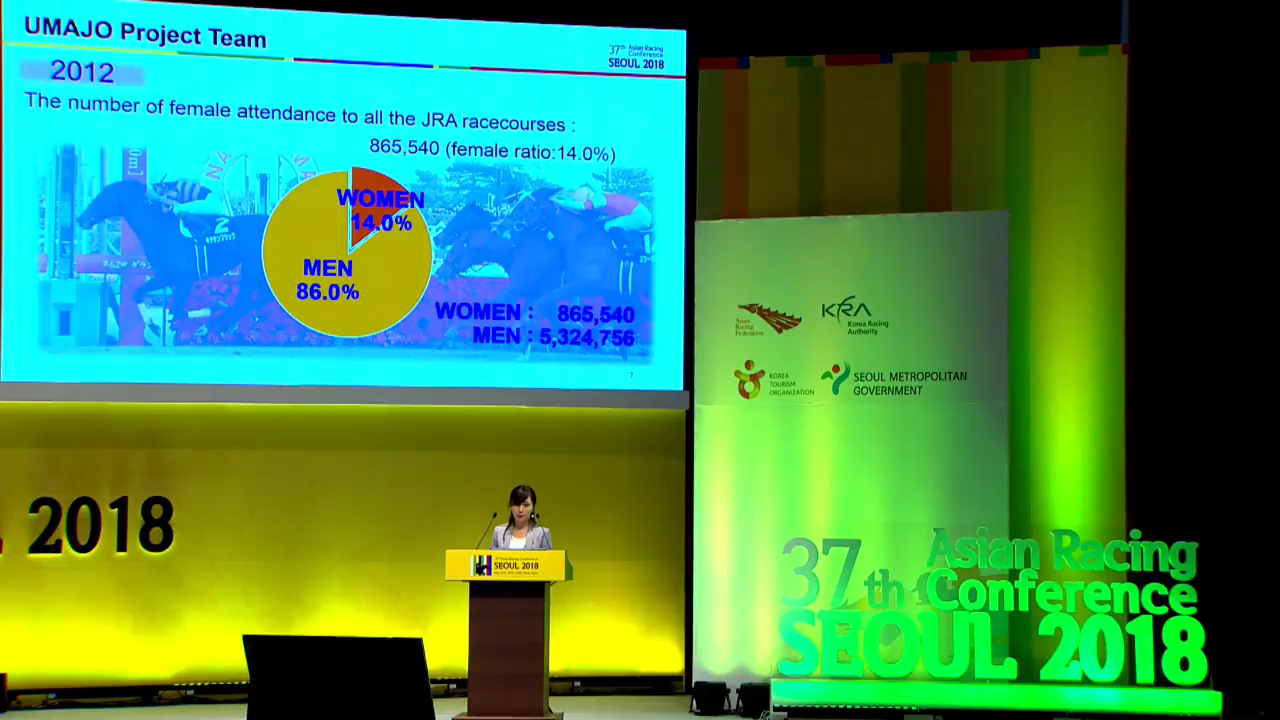 UMAJO Project Team
37th Asian Racing
Conference
SEOUL 2018
2012
The number of female attendance to all the JRA racecourses :
865,540 (female ratio:14.0%)
WOMEN
14.0%
MEN
86.0%
WOMEN : 865,540
MEN : 5,324,756
7
2018
SEOUL 2018
Asian
Racing
Federation
KRA
Korea Racing
Authority
KOREA
TOURISM
ORGANIZATION
SEOUL METROPOLITAN
GOVERNMENT
37th Asian Racing
Conference
SEOUL 2018